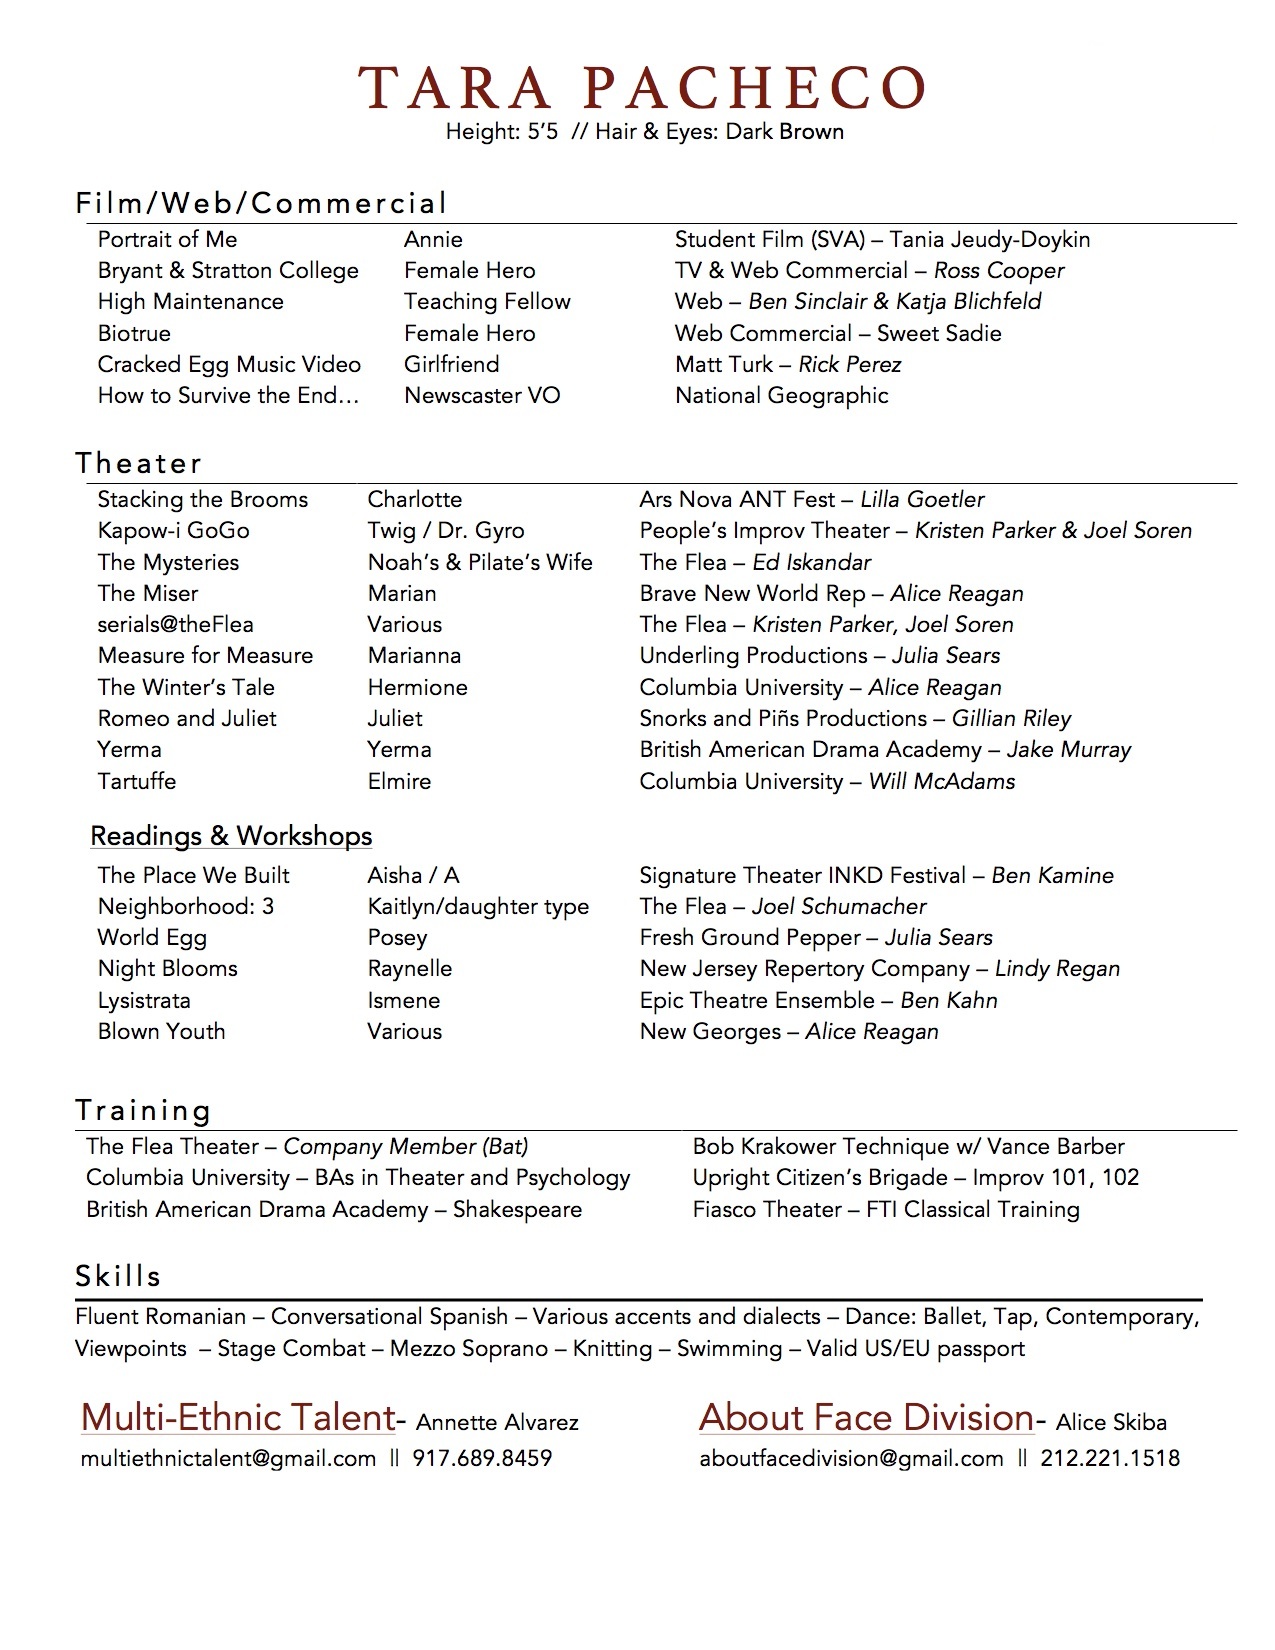 TARA PACHECO
Height: 5’5 // Hair & Eyes: Dark Brown
Film/Web/Commercial
Portrait of Me Annie Student Film (SVA) – Tania Jeudy-Doykin
Bryant & Stratton College Female Hero TV & Web Commercial – Ross Cooper
High Maintenance Teaching Fellow Web – Ben Sinclair & Katja Blichfeld
Biotrue Female Hero Web Commercial – Sweet Sadie
Cracked Egg Music Video Girlfriend Matt Turk – Rick Perez
How to Survive the End… Newscaster VO National Geographic
Theater
Stacking the Brooms Charlotte Ars Nova ANT Fest – Lilla Goetler
Kapow-i GoGo Twig / Dr. Gyro People’s Improv Theater – Kristen Parker & Joel Soren
The Mysteries Noah’s & Pilate’s Wife The Flea – Ed Iskandar
The Miser Marian Brave New World Rep – Alice Reagan
serials@theFlea Various The Flea – Kristen Parker, Joel Soren
Measure for Measure Marianna Underling Productions – Julia Sears
The Winter’s Tale Hermione Columbia University – Alice Reagan
Romeo and Juliet Juliet Snorks and Piñs Productions – Gillian Riley
Yerma Yerma British American Drama Academy – Jake Murray
Tartuffe Elmire Columbia University – Will McAdams
Readings & Workshops
The Place We Built Aisha / A Signature Theater INKD Festival – Ben Kamine
Neighborhood: 3 Kaitlyn/daughter type The Flea – Joel Schumacher
World Egg Posey Fresh Ground Pepper – Julia Sears
Night Blooms Raynelle New Jersey Repertory Company – Lindy Regan
Lysistrata Ismene Epic Theatre Ensemble – Ben Kahn
Blown Youth Various New Georges – Alice Reagan
Training
The Flea Theater – Company Member (Bat) Bob Krakower Technique w/ Vance Barber
Columbia University – BAs in Theater and Psychology Upright Citizen’s Brigade – Improv 101, 102
British American Drama Academy – Shakespeare Fiasco Theater – FTI Classical Training
Skills
Fluent Romanian – Conversational Spanish – Various accents and dialects – Dance: Ballet, Tap, Contemporary,
Viewpoints – Stage Combat – Mezzo Soprano – Knitting – Swimming – Valid US/EU passport
Multi-Ethnic Talent- Annette Alvarez About Face Division- Alice Skiba
multiethnictalent@gmail.com || 917.689.8459 aboutfacedivision@gmail.com || 212.221.1518